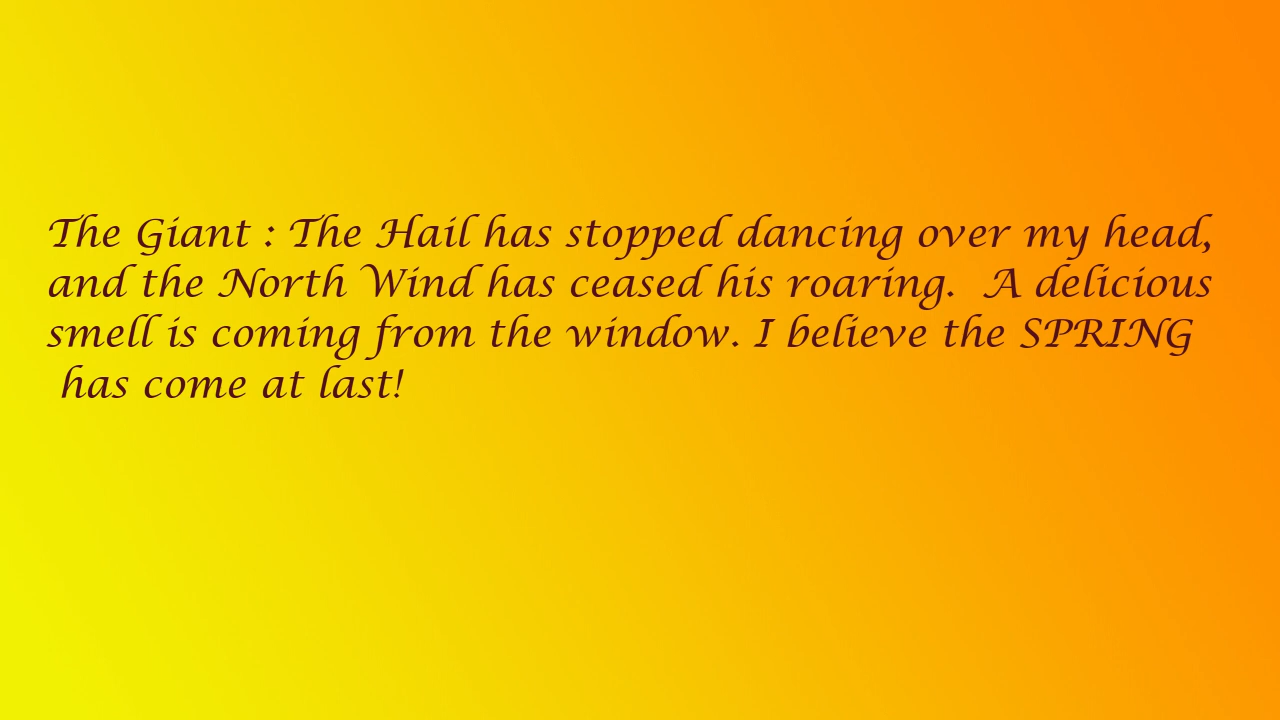 The Giant : The Hail has stopped dancing over my head,
and the North Wind has ceased his roaring.  A delicious
smell is coming from the window. I believe the SPRING
has come at last!